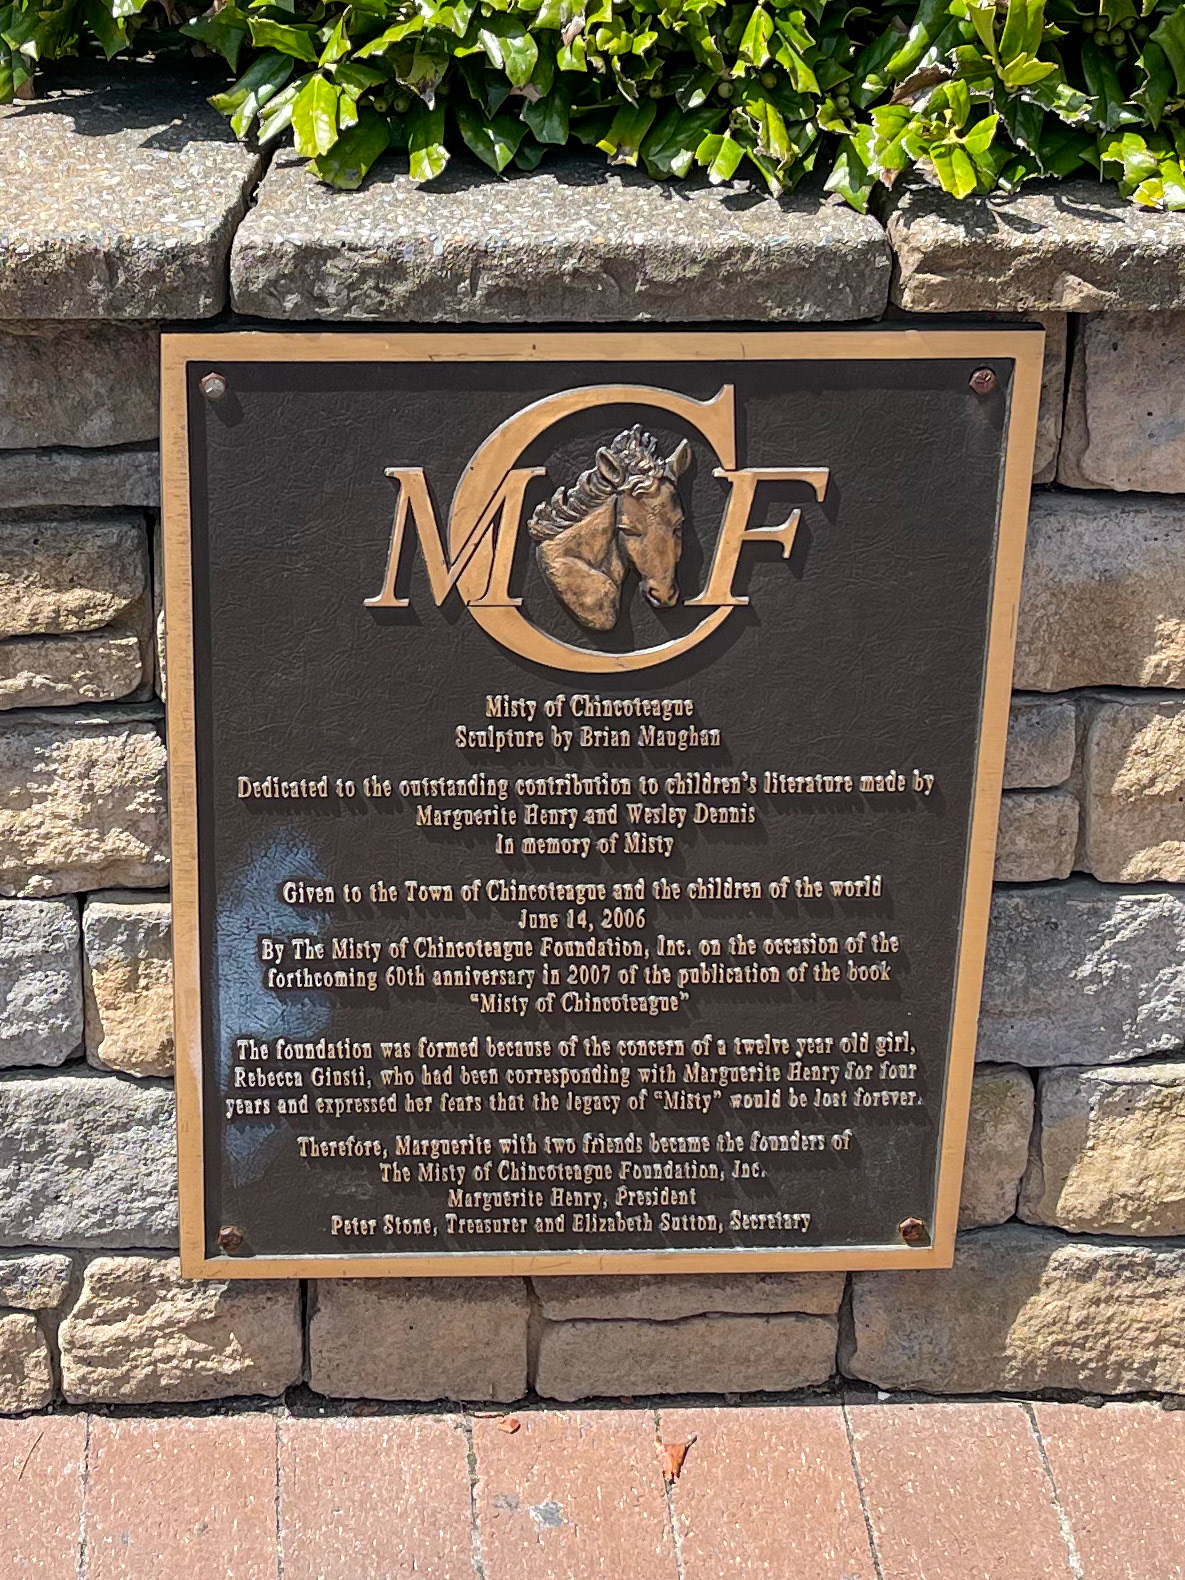 MCF
Misty of Chincoteague
Sculpture by Brian Maughan
Dedicated to the outstanding contribution to children's literature made by
Marguerite Henry and Wesley Dennis
In memory of Misty
Given to the Town of Chincoteague and the children of the world
June 14, 2006
By The Misty of Chincoteague Foundation, Inc. on the occasion of the
forthcoming 60th anniversary in 2007 of the publication of the book
"Misty of Chincoteague"
The foundation was formed because of the concern of a twelve year old girl,
Rebecca Giusti, who had been corresponding with Marguerite Henry for four
years and expressed her fears that the legacy of "Misty" would be lost forever.
Therefore, Marguerite with two friends became the founders of
The Misty of Chincoteague Foundation, Inc.
Marguerite Henry, President
Peter Stone, Treasurer and Elizabeth Sutton, Secretary